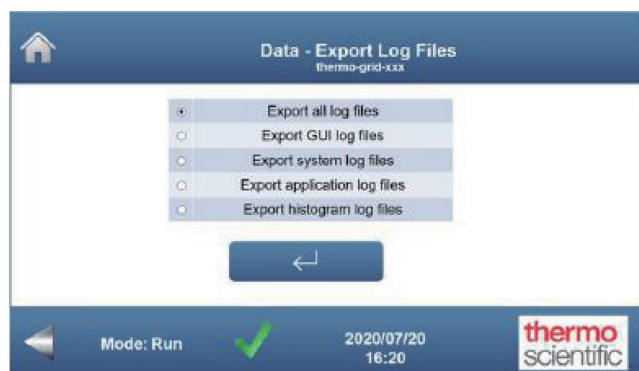 Data - Export Log Files
thermo-grid-xxx
Export all log files
Export GUI log files
Export system log files
Export application log files
Export histogram log files
Mode: Run
2020/07/20
16:20
thermo
scientific